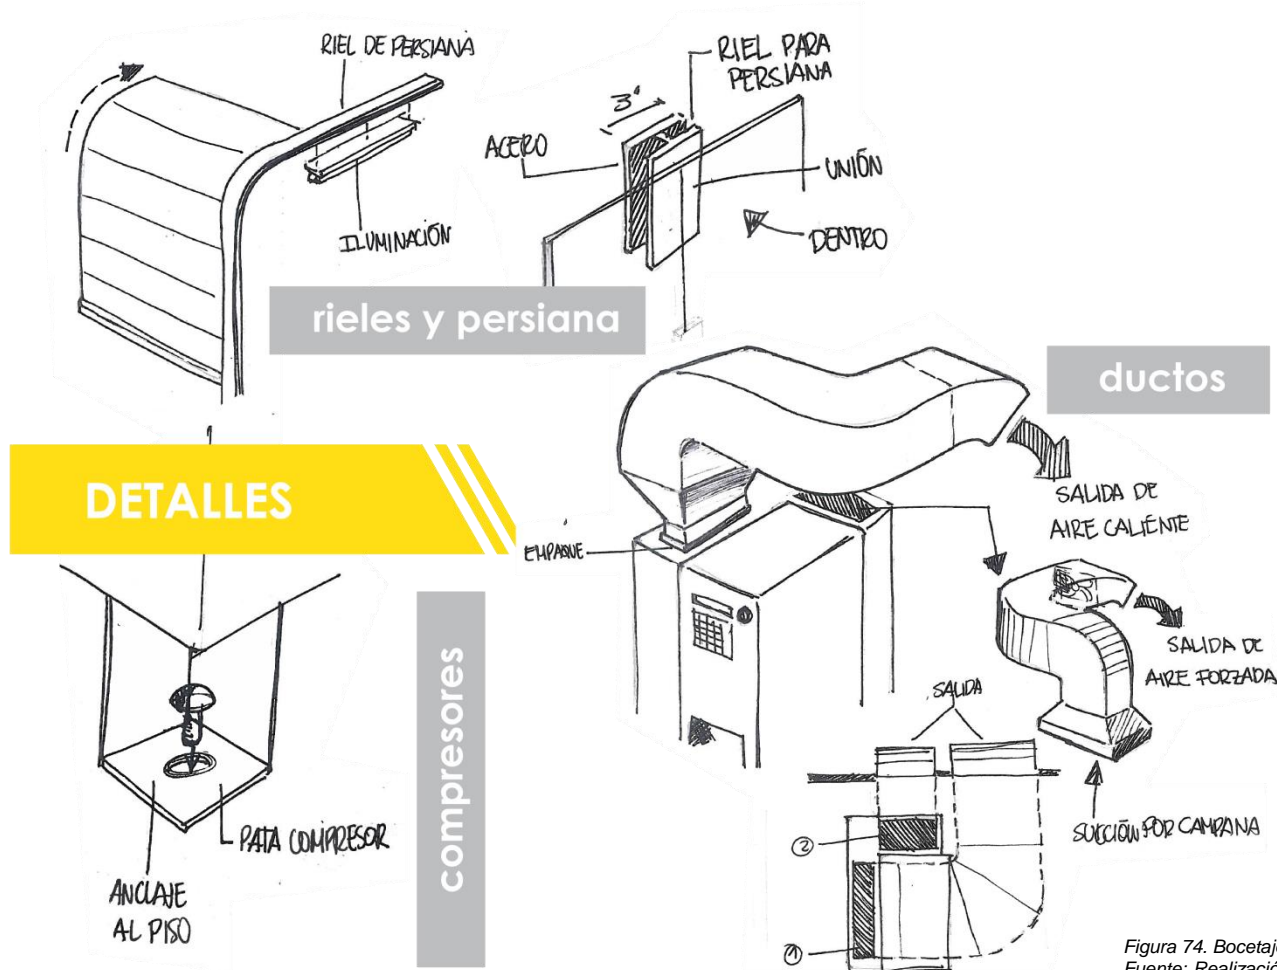 RIEL DE PERSIANA
ILUMINACIÓN
RIEL PARA
PERSIANA
3"
ACERO
UNIÓN
DENTRO
rieles y persiana
ductos
DETALLES
EMPAQUE
SALIDA DE
AIRE CALIENTE
SALIDA DE
AIRE FORZADA
SUCCIÓN POR CAMPANA
SALIDA
2
1
compresores
PATA COMPRESOR
ANCLAJE
AL PISO
Figura 74. Bocetaje
Fuente: Realizació